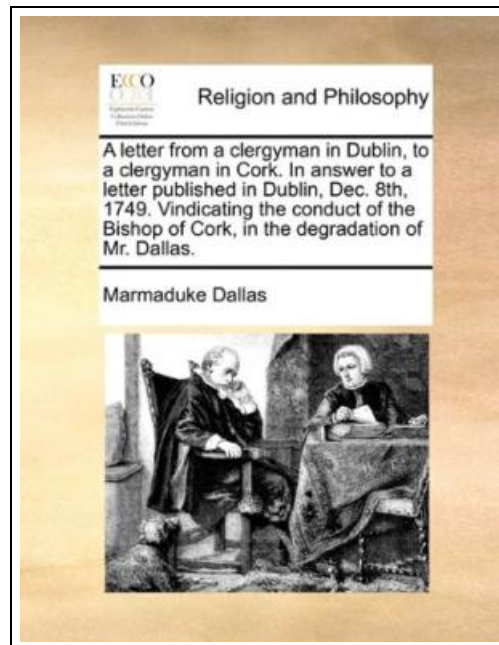 ECCO
Religion and Philosophy
A letter from a clergyman in Dublin, to
a clergyman in Cork. In answer to a
letter published in Dublin, Dec. 8th,
1749. Vindicating the conduct of the
Bishop of Cork, in the degradation of
Mr. Dallas.
Marmaduke Dallas